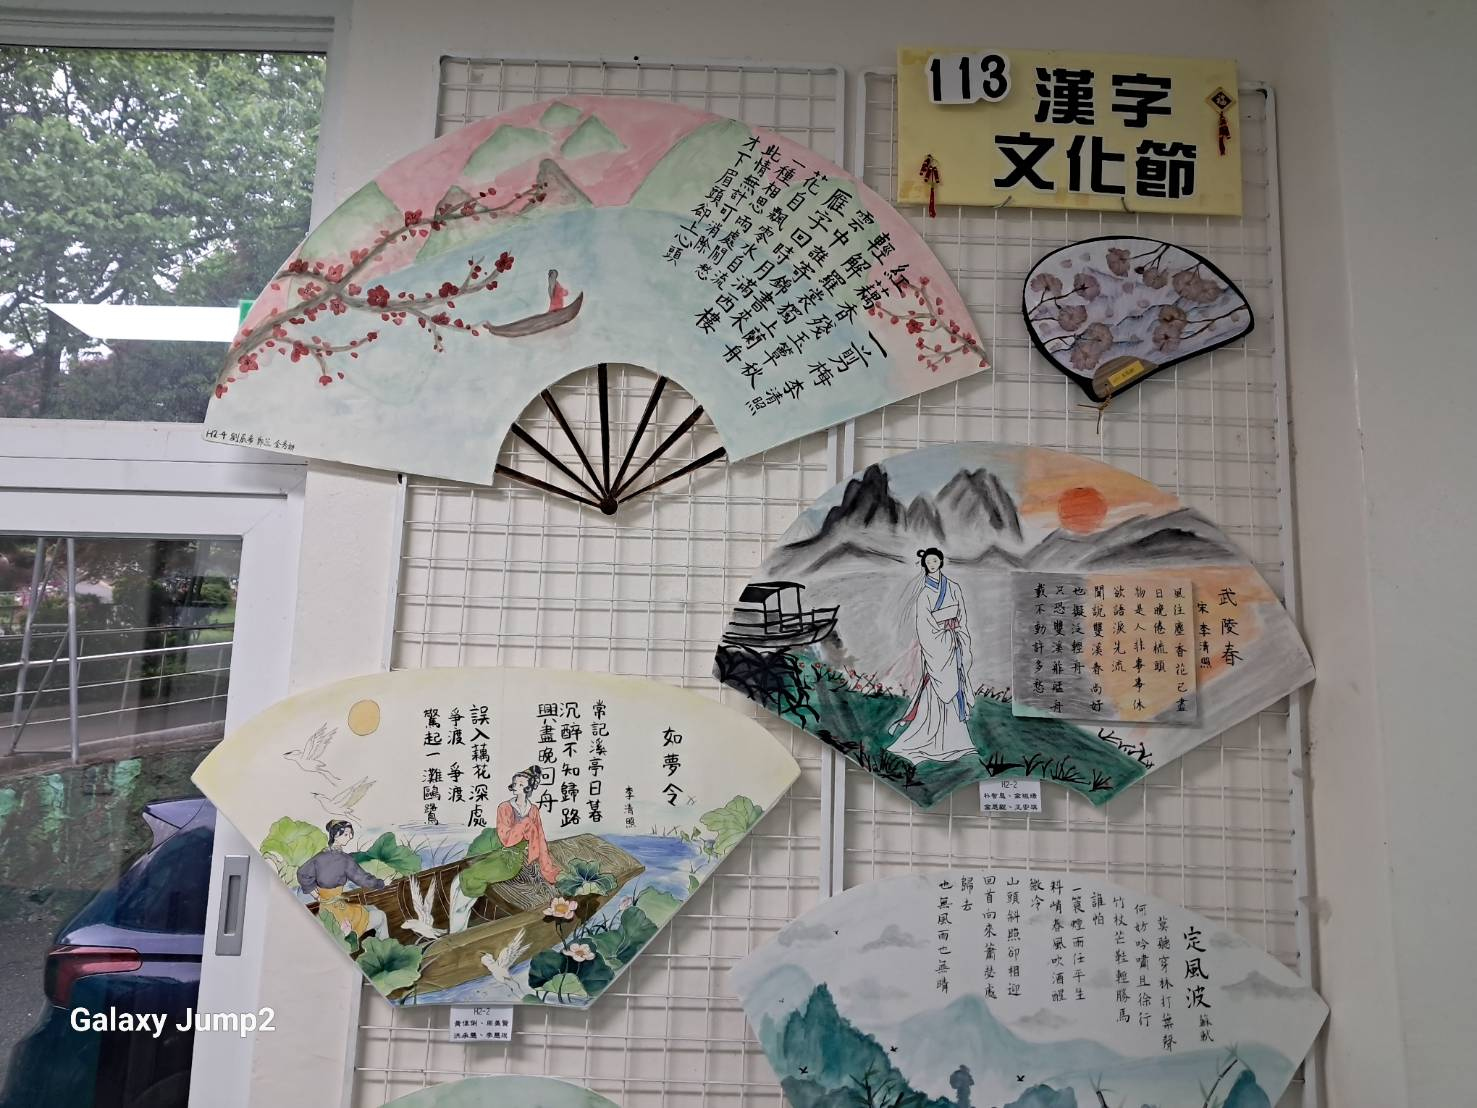 113 漢字
文化節
一剪梅
李清照
紅藕香殘玉簟秋
輕解羅裳獨上蘭舟
雲中誰寄錦書來
雁字回時月滿西樓
花自飄零水自流
一種相思兩處閒愁
此情無計可消除
才下眉頭卻上心頭
H2-4
武陵春
宋 李清照
風住塵香花已盡
日晚倦梳頭
物是人非事事休
欲語淚先流
聞說雙溪春尚好
也擬泛輕舟
只恐雙溪舴艋舟
載不動許多愁
H2-2
如夢令
李清照
常記溪亭日暮
沉醉不知歸路
興盡晚回舟
誤入藕花深處
爭渡 爭渡
驚起一灘鷗鷺
H2-2
定風波
蘇軾
莫聽穿林打葉聲
何妨吟嘯且徐行
竹杖芒鞋輕勝馬
誰怕
一蓑煙雨任平生
料峭春風吹酒醒
微冷
山頭斜照卻相迎
回首向來蕭瑟處
歸去
也無風雨也無晴
Galaxy Jump2